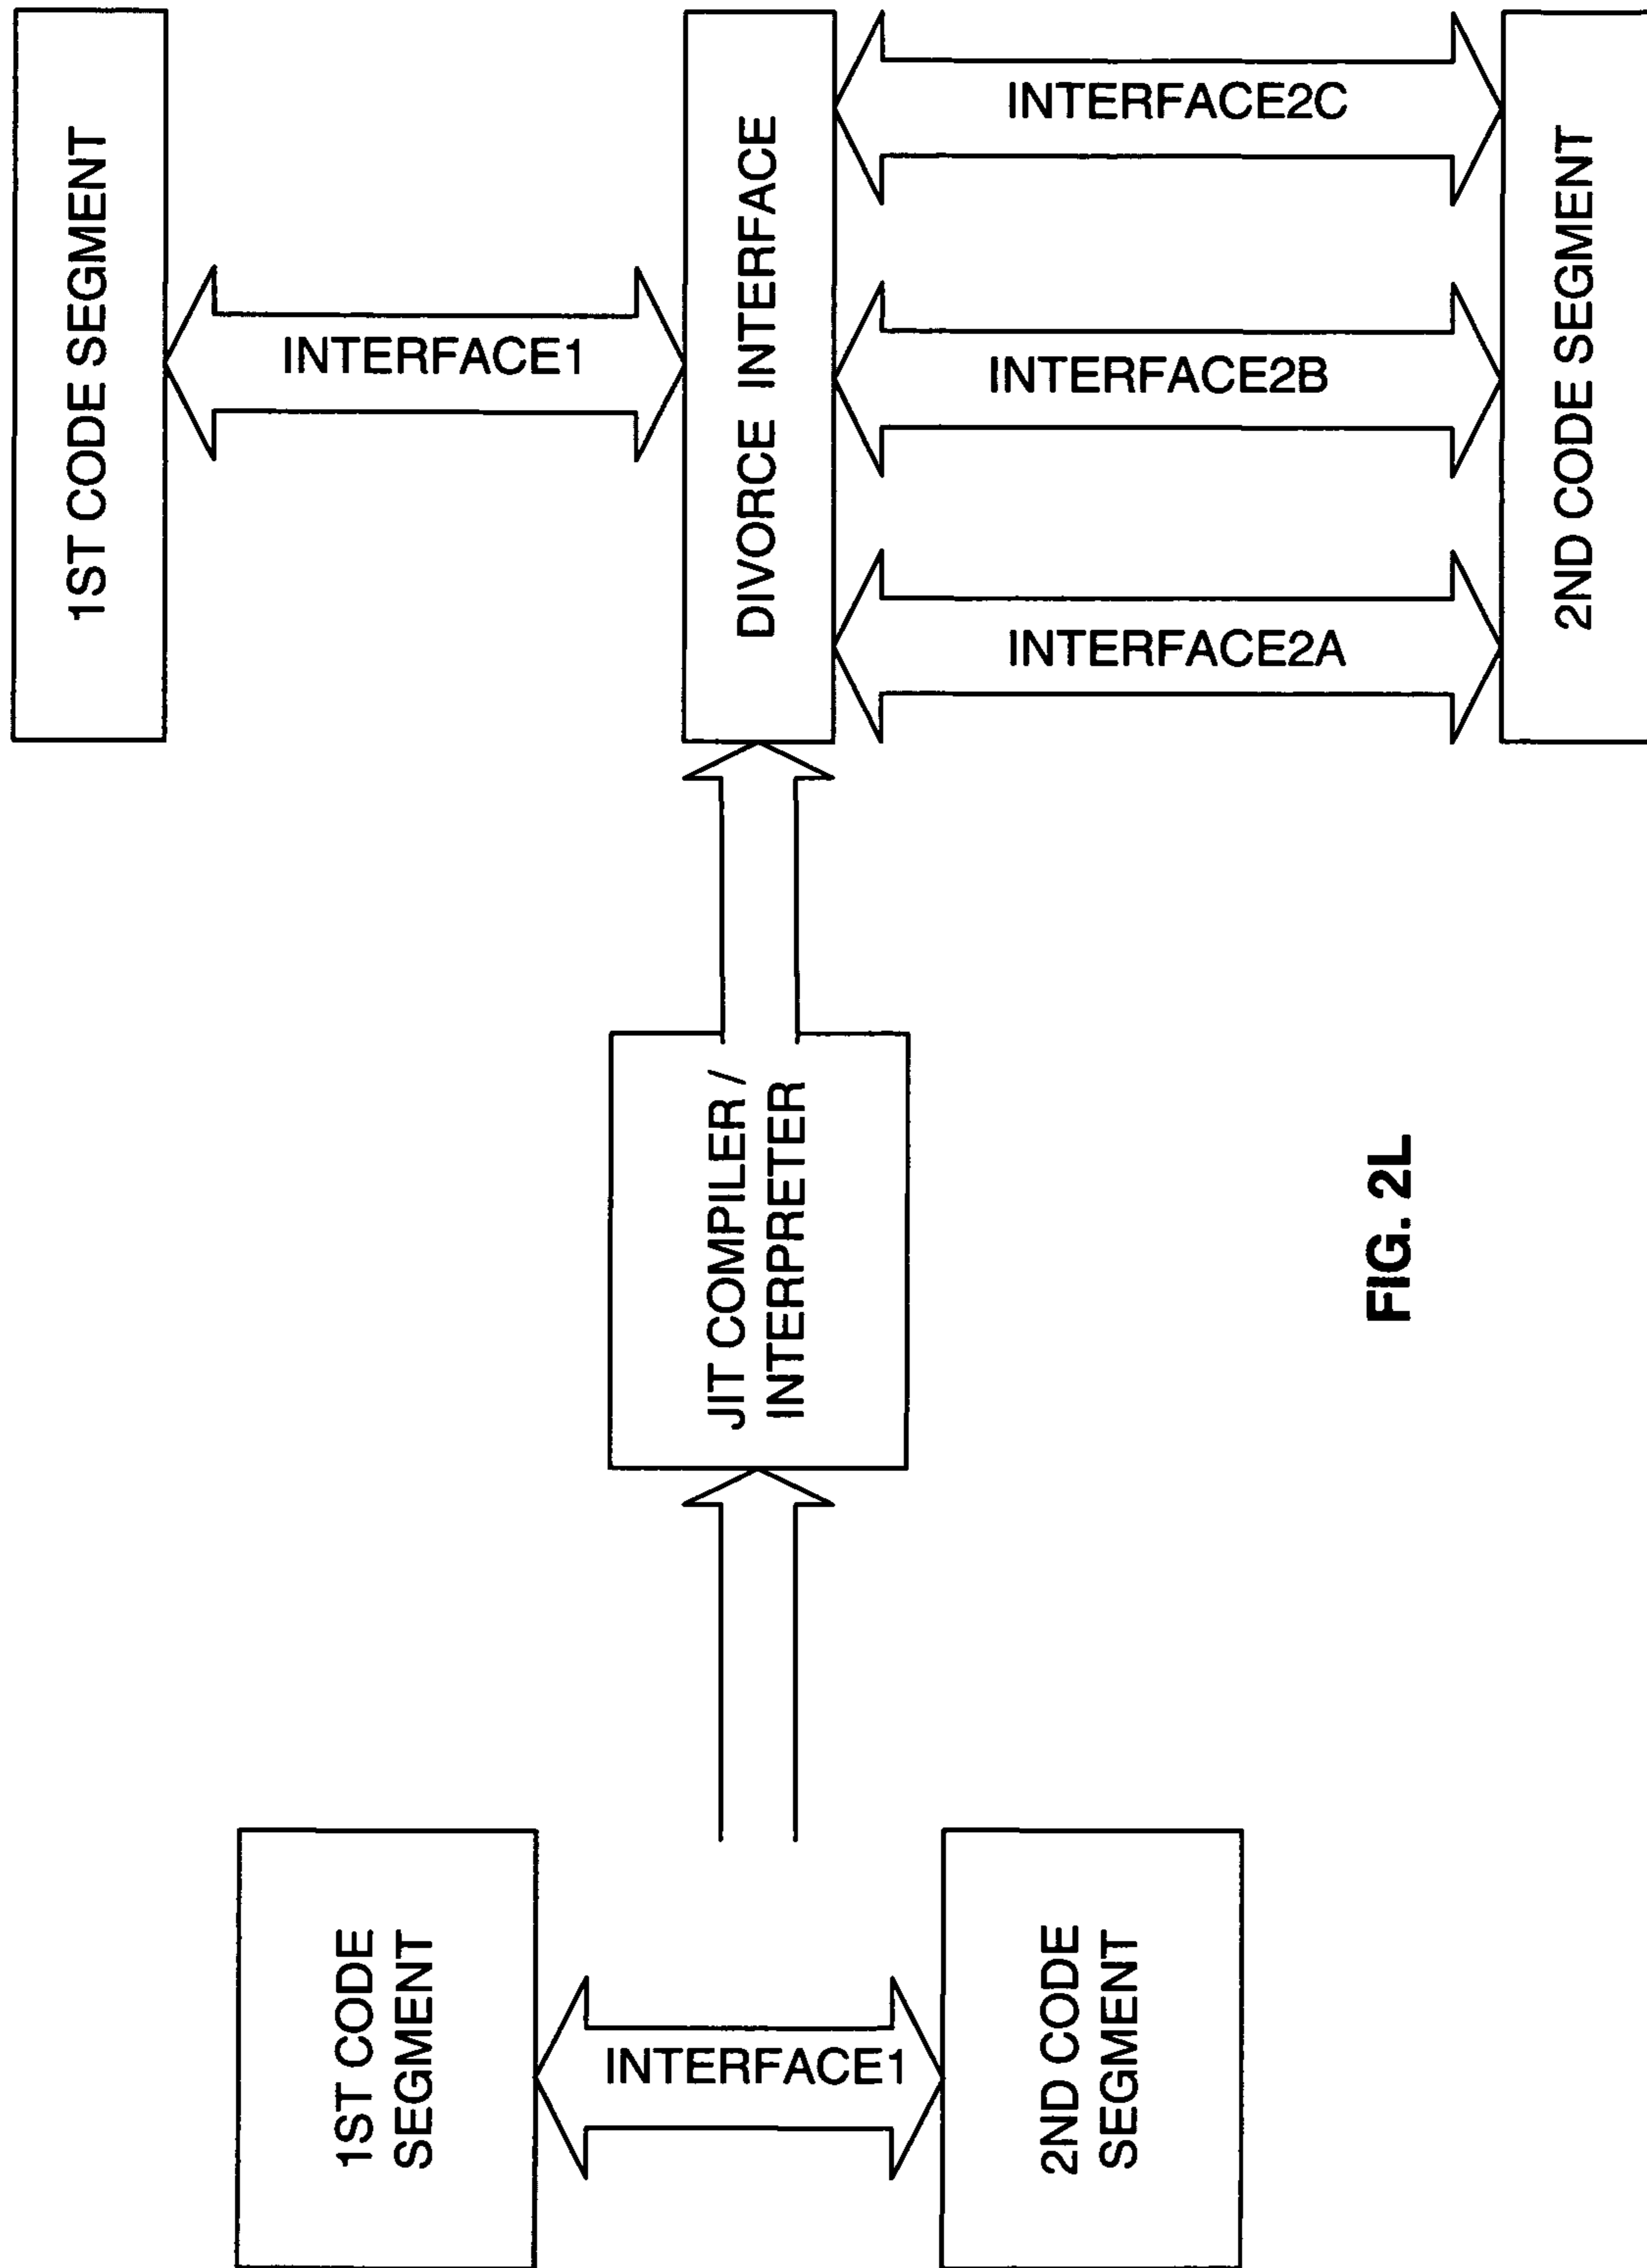 1ST CODE
SEGMENT
INTERFACE1
2ND CODE
SEGMENT
JIT COMPILER /
INTERPRETER
1ST CODE SEGMENT
INTERFACE1
DIVORCE INTERFACE
INTERFACE2A
INTERFACE2B
INTERFACE2C
2ND CODE SEGMENT
FIG. 2L